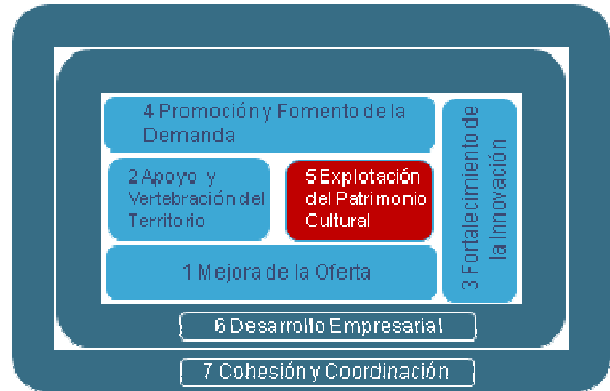 4 Promoción y Fomento de la
Demanda
2 Apoyo y
Vertebración del
Territorio
5 Explotación
del Patrimonio
Cultural
3 Fortalecimiento de
la Innovación
1 Mejora de la Oferta
6 Desarrollo Empresarial
7 Cohesión y Coordinación